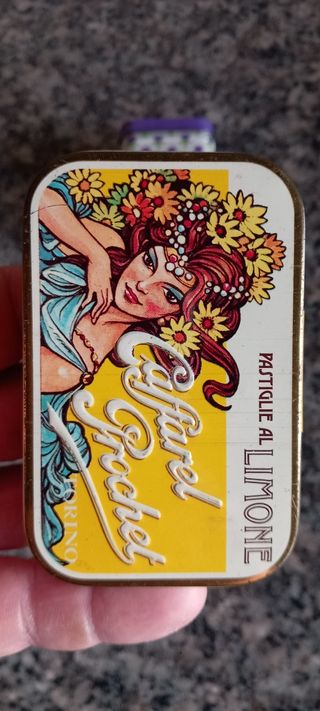 Caffarel
Prochet
TORINO
PASTIGLIE AL LIMONE